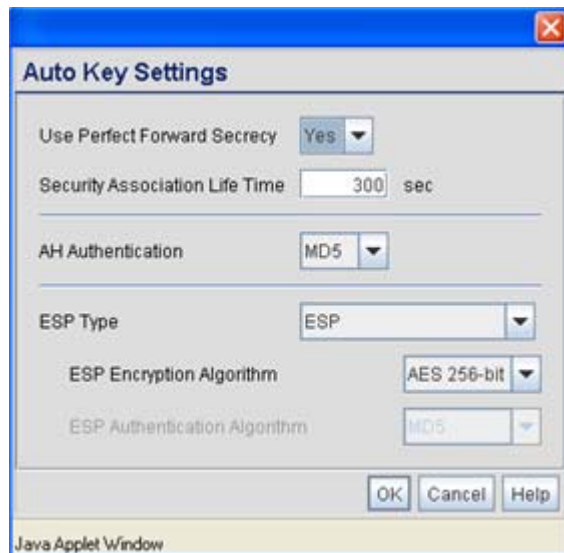 Auto Key Settings
Use Perfect Forward Secrecy Yes
Security Association Life Time 300 sec
AH Authentication MD5
ESP Type ESP
ESP Encryption Algorithm AES 256-bit
ESP Authentication Algorithm MD5
OK Cancel Help
Java Applet Window